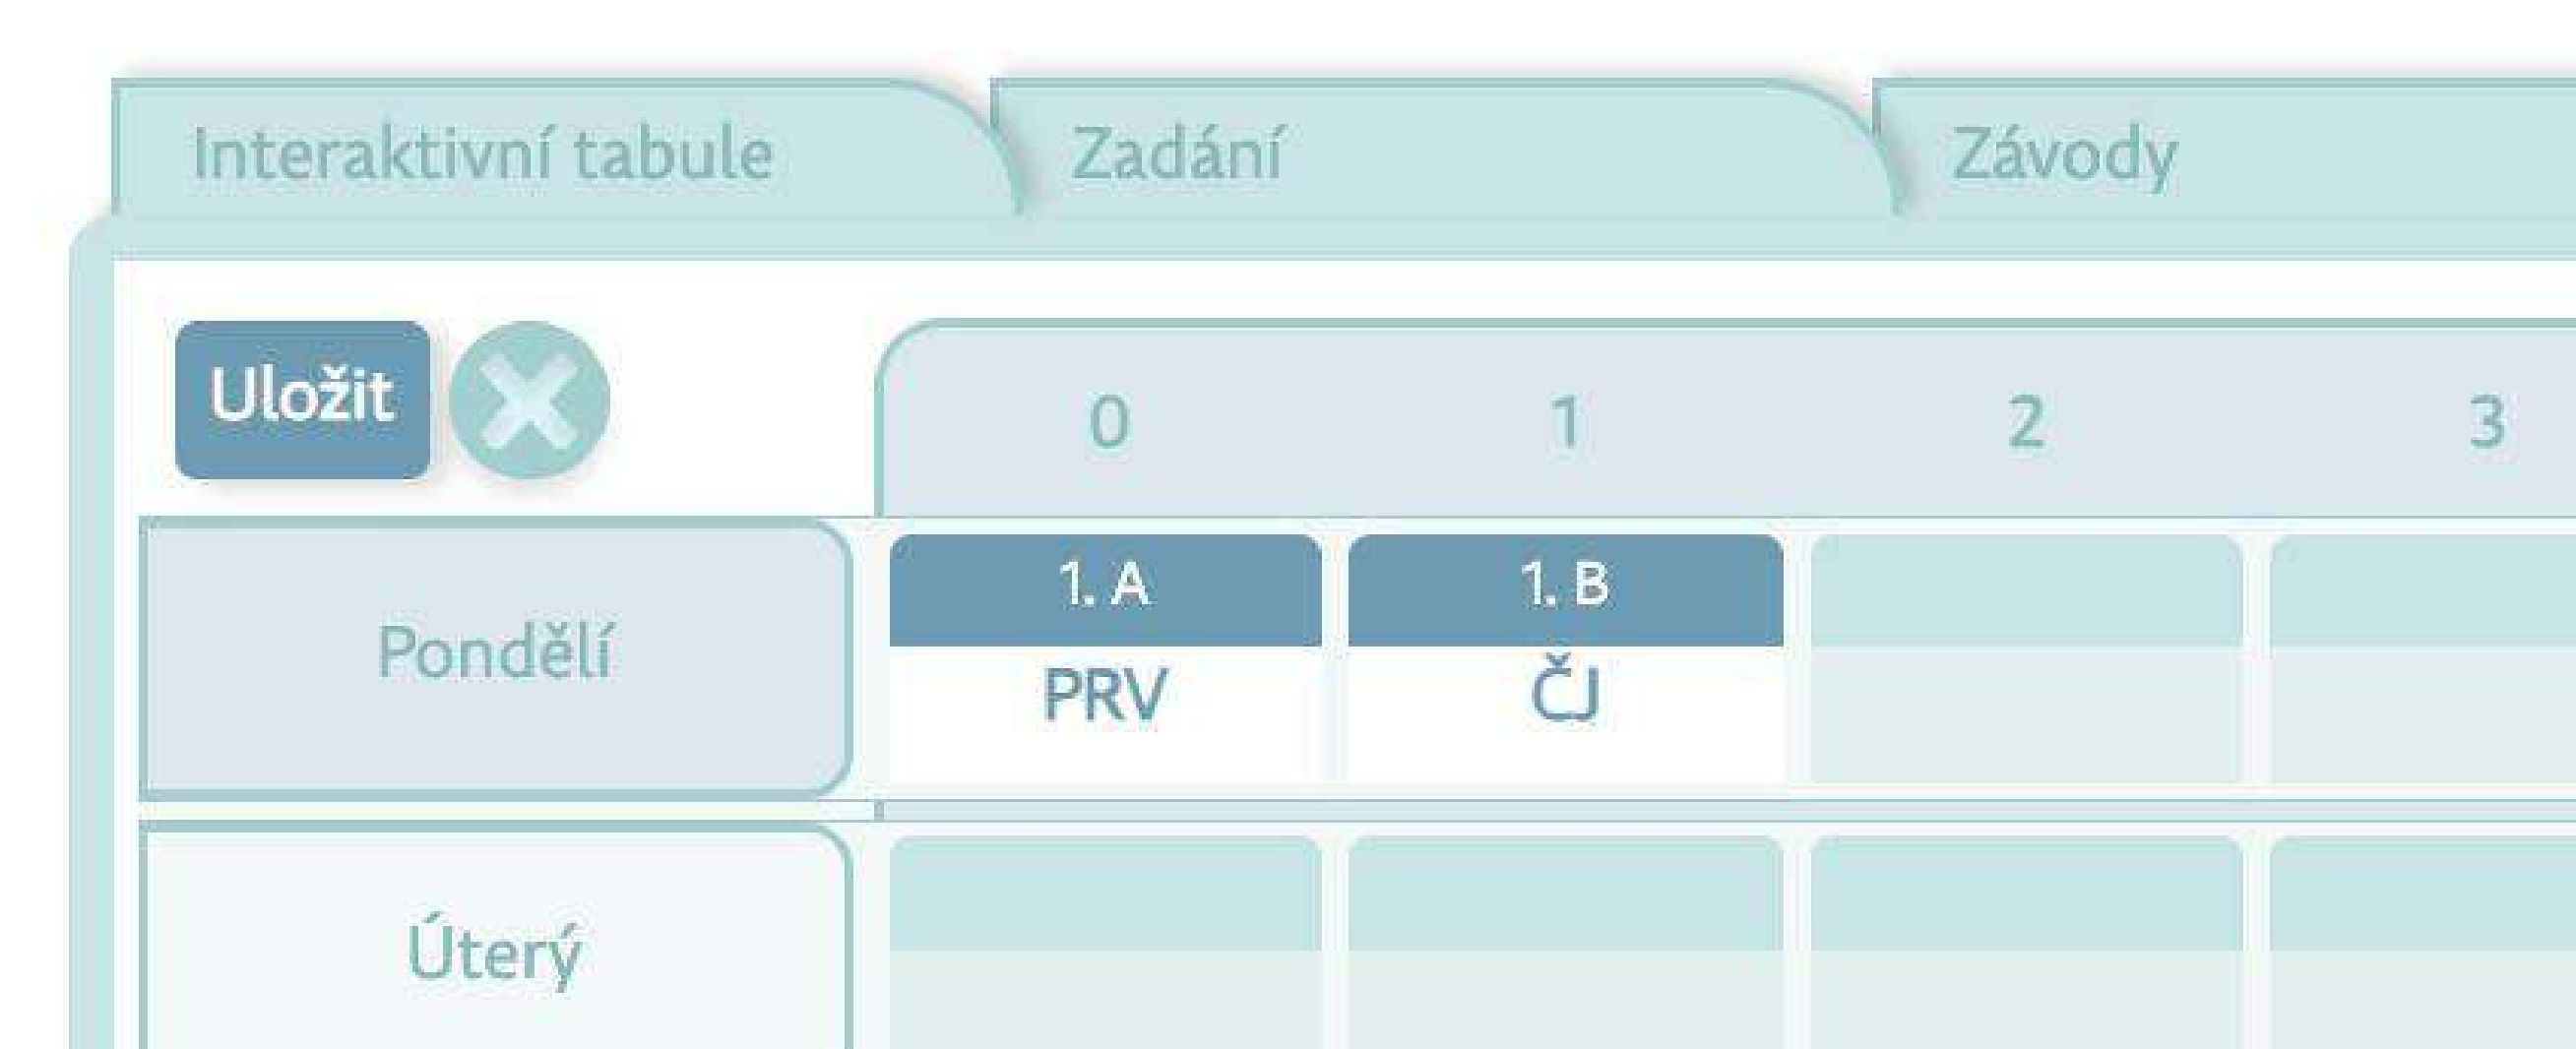 Interaktivní tabule Zadání Závody
Uložit
0 1 2 3
1. A 1. B
Pondělí
PRV ČJ
Úterý